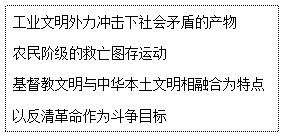 工业文明外力冲击下社会矛盾的产物
农民阶级的救亡图存运动
基督教文明与中华本土文明相融合为特点
以反清革命作为斗争目标